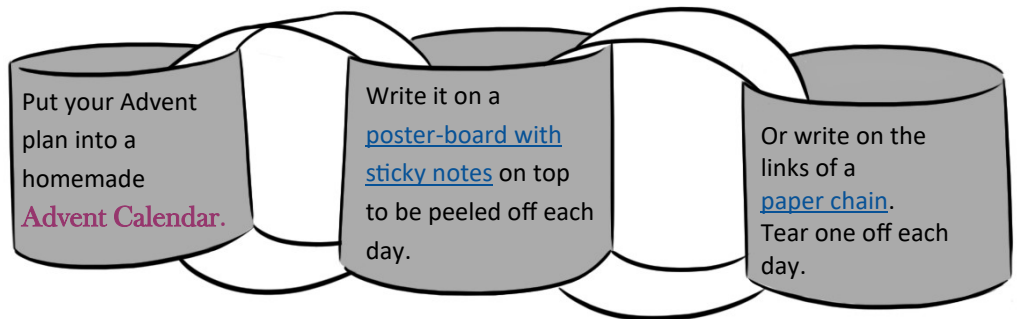 Put your Advent
plan into a
homemade
Advent Calendar.
Write it on a
poster-board with
sticky notes on top
to be peeled off each
day.
Or write on the
links of a
paper chain.
Tear one off each
day.